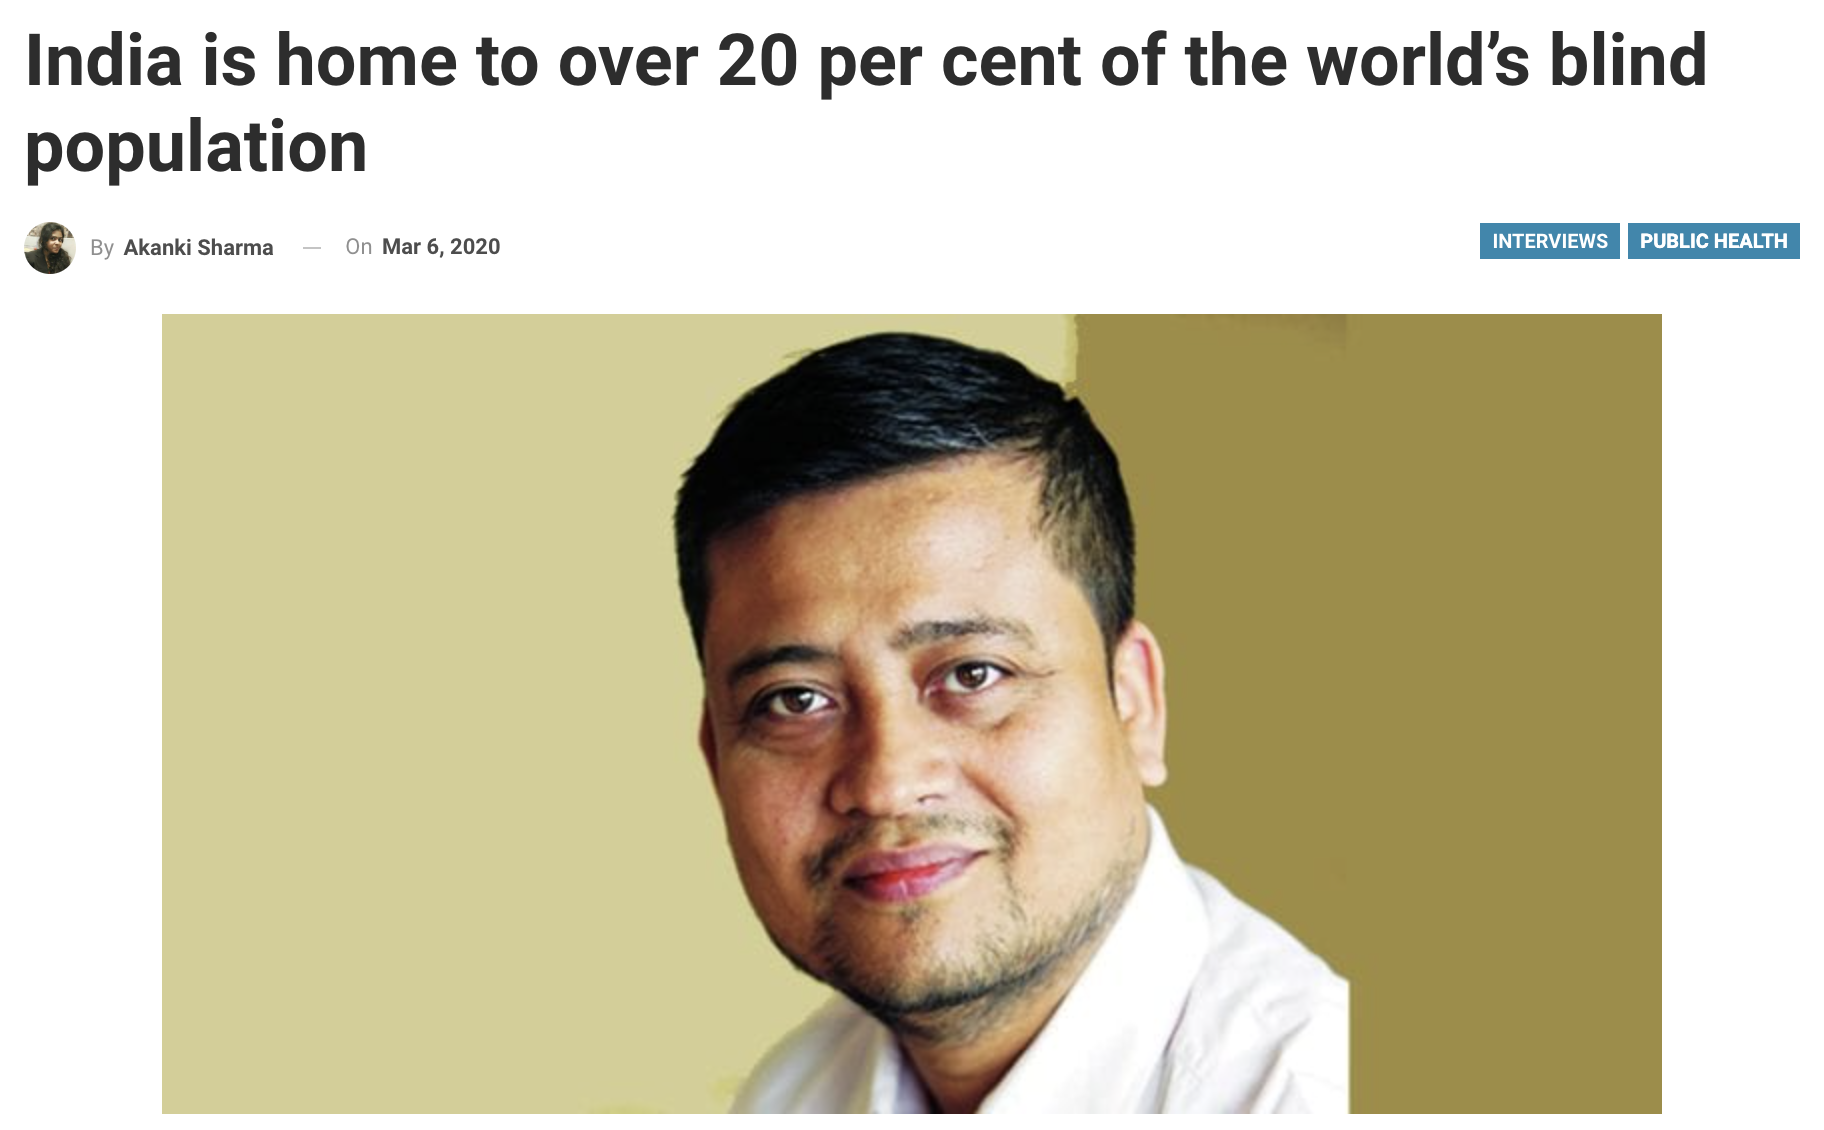 India is home to over 20 per cent of the world’s blind
population
By Akanki Sharma — On Mar 6, 2020
INTERVIEWS PUBLIC HEALTH